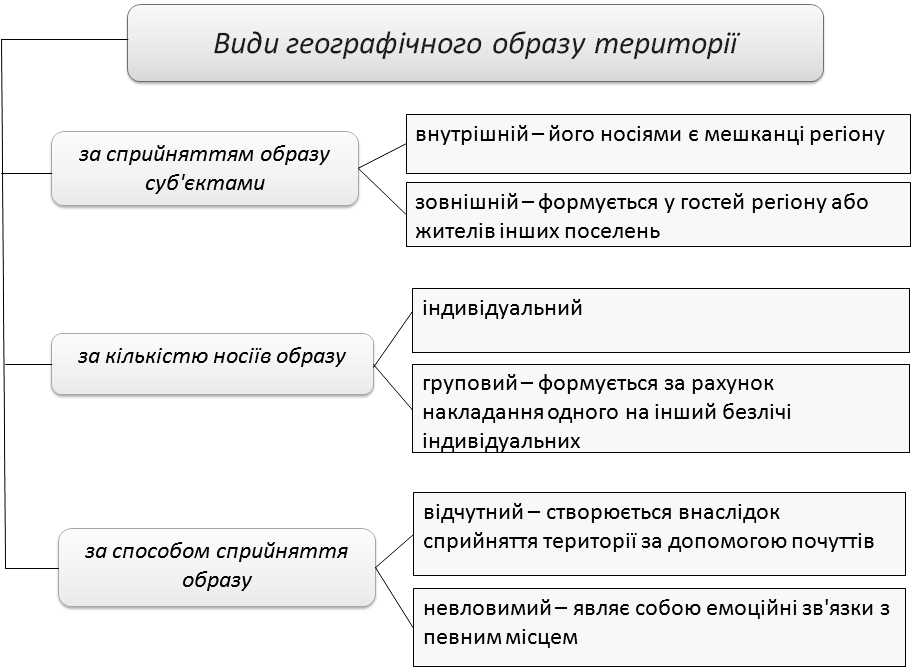 Види географічного образу території
за сприйняттям образу
суб'єктами
внутрішній – його носіями є мешканці регіону
зовнішній – формується у гостей регіону або
жителів інших поселень
за кількістю носіїв образу
індивідуальний
груповий – формується за рахунок
накладання одного на інший безлічі
індивідуальних
за способом сприйняття
образу
відчутний – створюється внаслідок
сприйняття території за допомогою почуттів
невловимий – являє собою емоційні зв'язки з
певним місцем